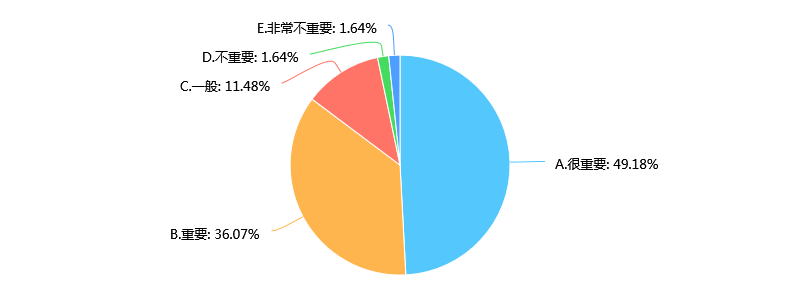 E.非常不重要: 1.64%
D.不重要: 1.64%
C.一般: 11.48%
A.很重要: 49.18%
B.重要: 36.07%